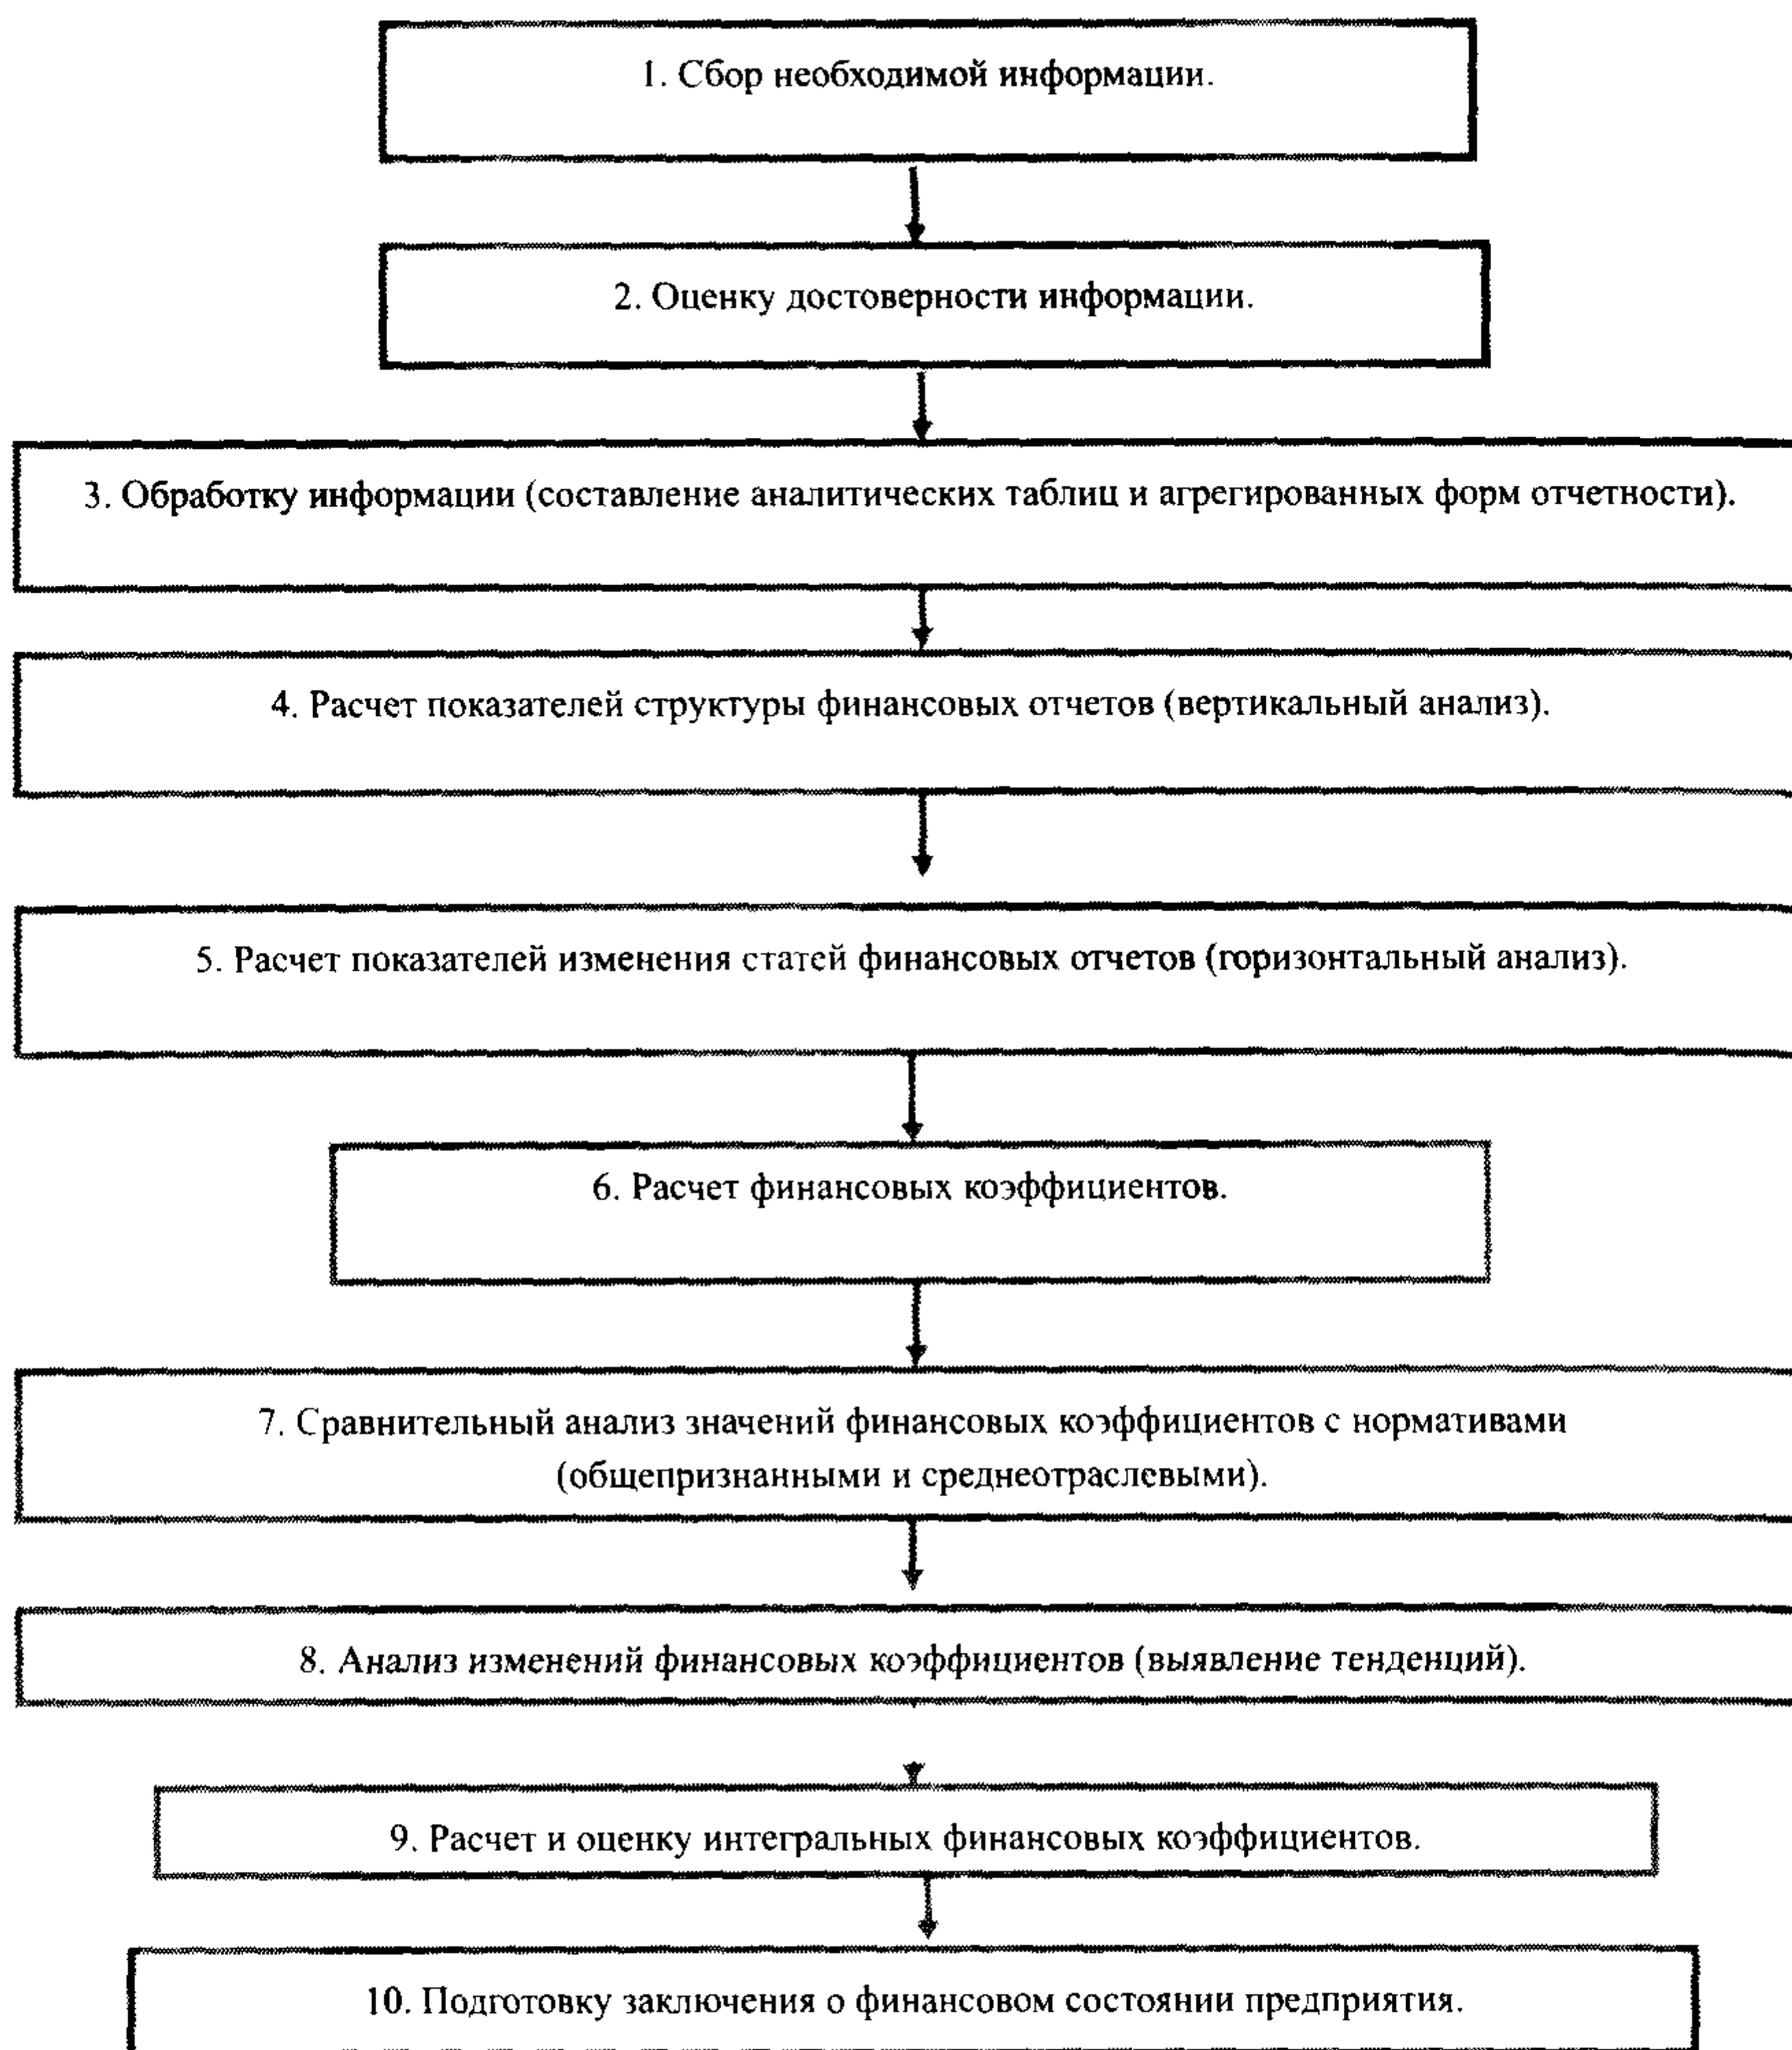 1. Сбор необходимой информации.
2. Оценку достоверности информации.
3. Обработку информации (составление аналитических таблиц и агрегированных форм отчетности).
4. Расчет показателей структуры финансовых отчетов (вертикальный анализ).
5. Расчет показателей изменения статей финансовых отчетов (горизонтальный анализ).
6. Расчет финансовых коэффициентов.
7. Сравнительный анализ значений финансовых коэффициентов с нормативами
(общепризнанными и среднеотраслевыми).
8. Анализ изменений финансовых коэффициентов (выявление тенденций).
9. Расчет и оценку интегральных финансовых коэффициентов.
10. Подготовку заключения о финансовом состоянии предприятия.